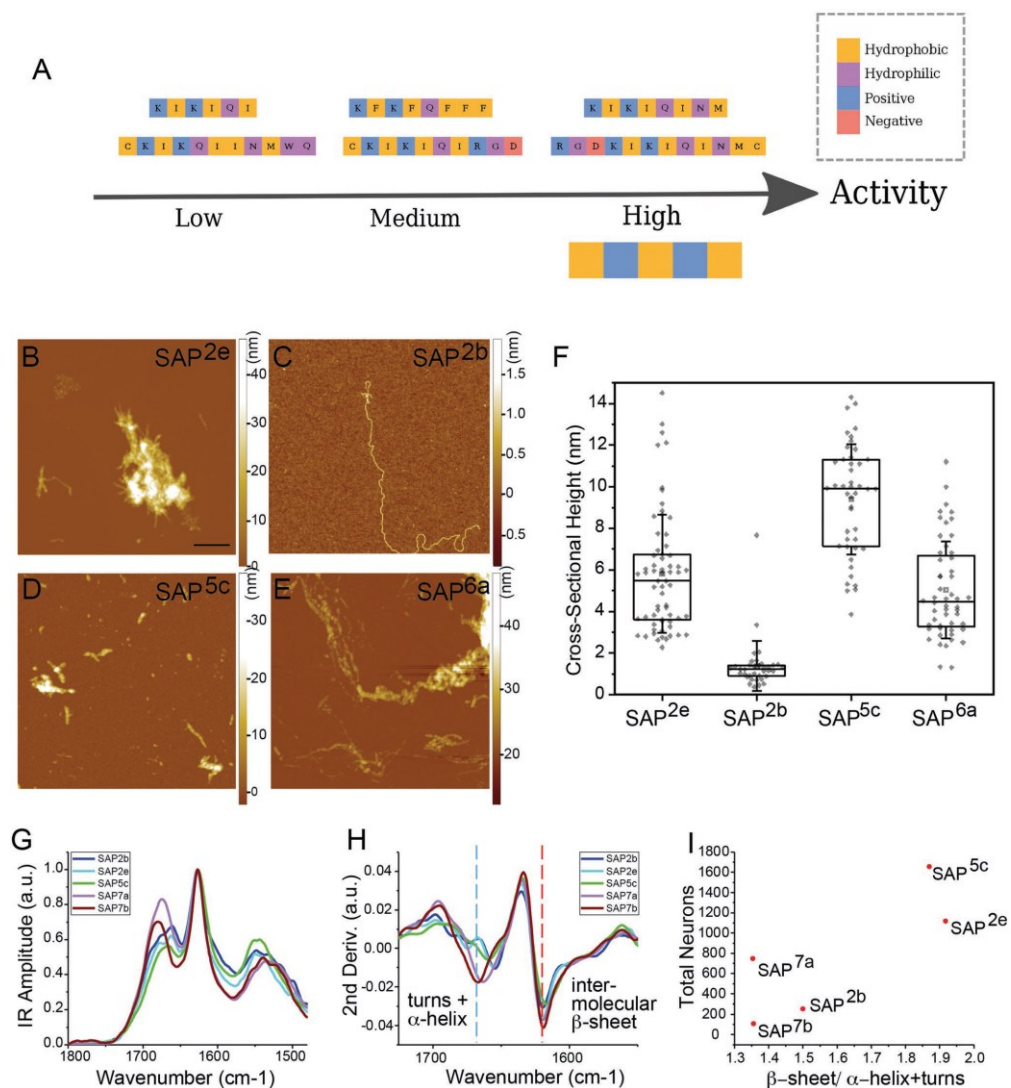 A
Hydrophobic
Hydrophilic
Positive
Negative
K I K I Q I
K F K F Q F F F
K I K I Q I N M
C K I K Q I I N M W Q
C K I K I Q I R G D
R G D K I K I Q I N M C
Low
Medium
High
Activity
B
SAP2e
(nm)
40
30
20
10
0
C
SAP2b
(nm)
1.5
1.0
0
0.5
D
SAP5c
(nm)
30
20
10
0
E
SAP6a
(nm)
40
30
20
F
Cross-Sectional Height (nm)
14
12
10
8
6
4
2
0
SAP2e
SAP2b
SAP5c
SAP6a
G
IR Amplitude (a.u.)
1.0
0.8
0.6
0.4
0.2
0.0
SAP2b
SAP2e
SAP5c
SAP7a
SAP7b
1800
1700
1600
1500
Wavenumber (cm-1)
H
2nd Deriv. (a.u.)
0.04
0.02
0.00
-0.02
-0.04
SAP2b
SAP2e
SAP5c
SAP7a
SAP7b
turns +
α-helix
inter-
molecular
β-sheet
1700
1600
Wavenumber (cm-1)
I
Total Neurons
1800
1600
1400
1200
1000
800
600
400
200
0
SAP5c
SAP2e
SAP7a
SAP2b
SAP7b
1.3 1.4 1.5 1.6 1.7 1.8 1.9 2.0
β-sheet/ α-helix+turns